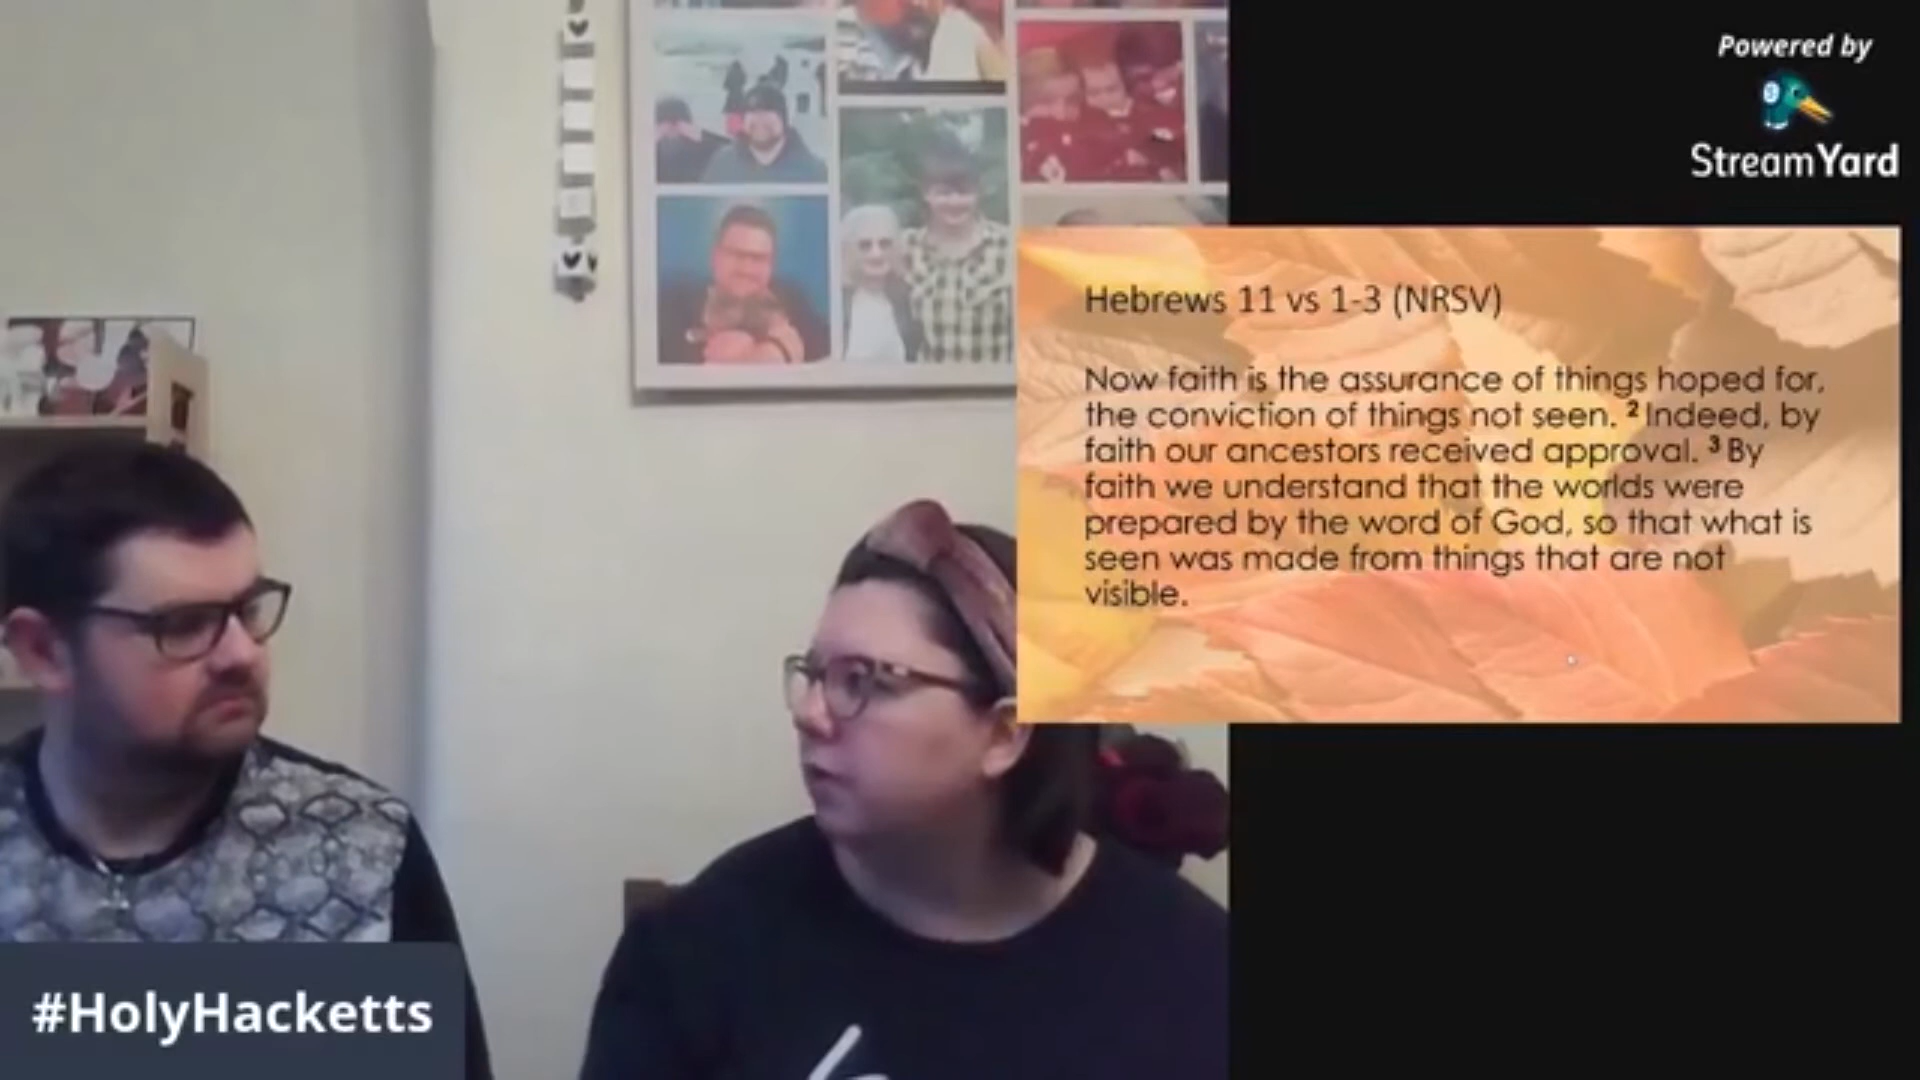 Powered by
StreamYard
Hebrews 11 vs 1-3 (NRSV)
Now faith is the assurance of things hoped for,
the conviction of things not seen. ² Indeed, by
faith our ancestors received approval. ³ By
faith we understand that the worlds were
prepared by the word of God, so that what is
seen was made from things that are not
visible.
#HolyHacketts